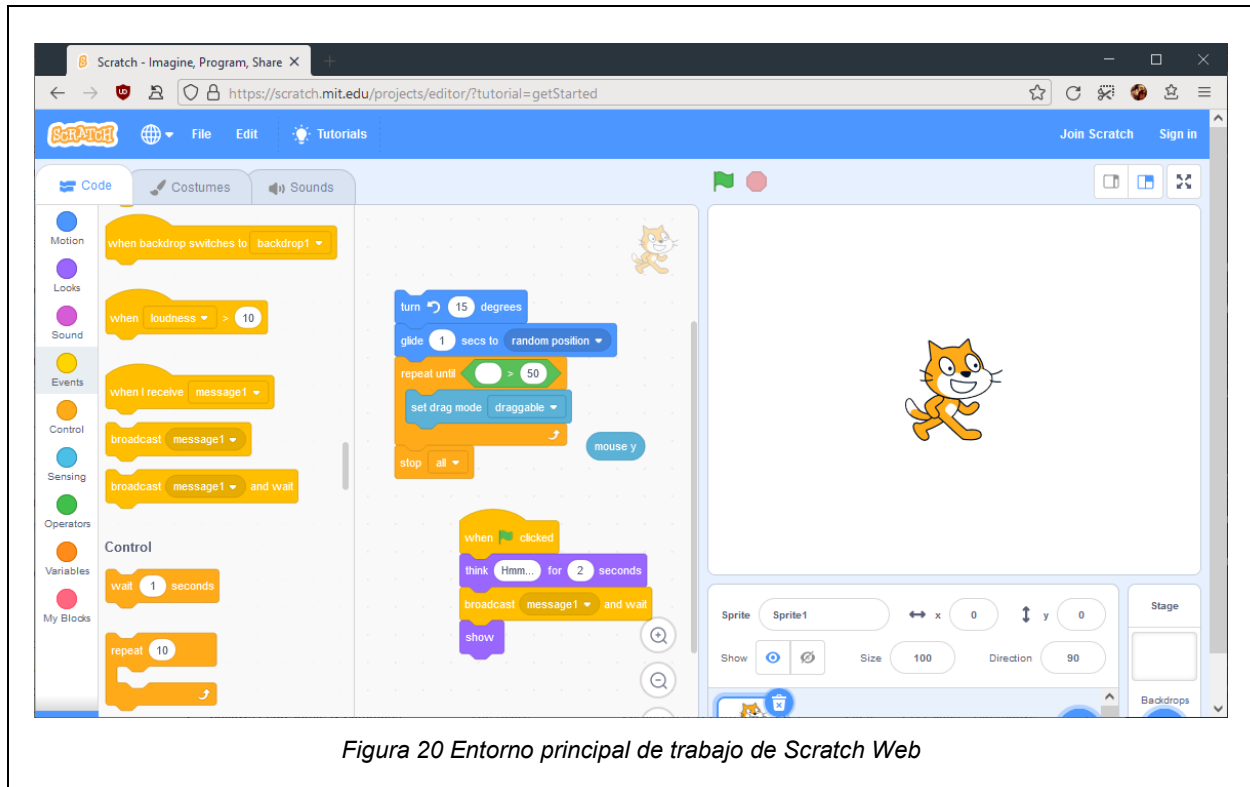 Scratch - Imagine, Program, Share
https://scratch.mit.edu/projects/editor/?tutorial=getStarted
SCRATCH File Edit Tutorials Join Scratch Sign in
Code Costumes Sounds
Motion
Looks
Sound
Events
Control
Sensing
Operators
Variables
My Blocks
when backdrop switches to backdrop1
when loudness > 10
when I receive message1
broadcast message1
broadcast message1 and wait
Control
wait 1 seconds
repeat 10
turn 15 degrees
glide 1 secs to random position
repeat until > 50
set drag mode draggable
mouse y
stop all
when clicked
think Hmm... for 2 seconds
broadcast message1 and wait
show
Sprite Sprite1 x 0 y 0
Show Size 100 Direction 90
Stage
Backdrops
Figura 20 Entorno principal de trabajo de Scratch Web